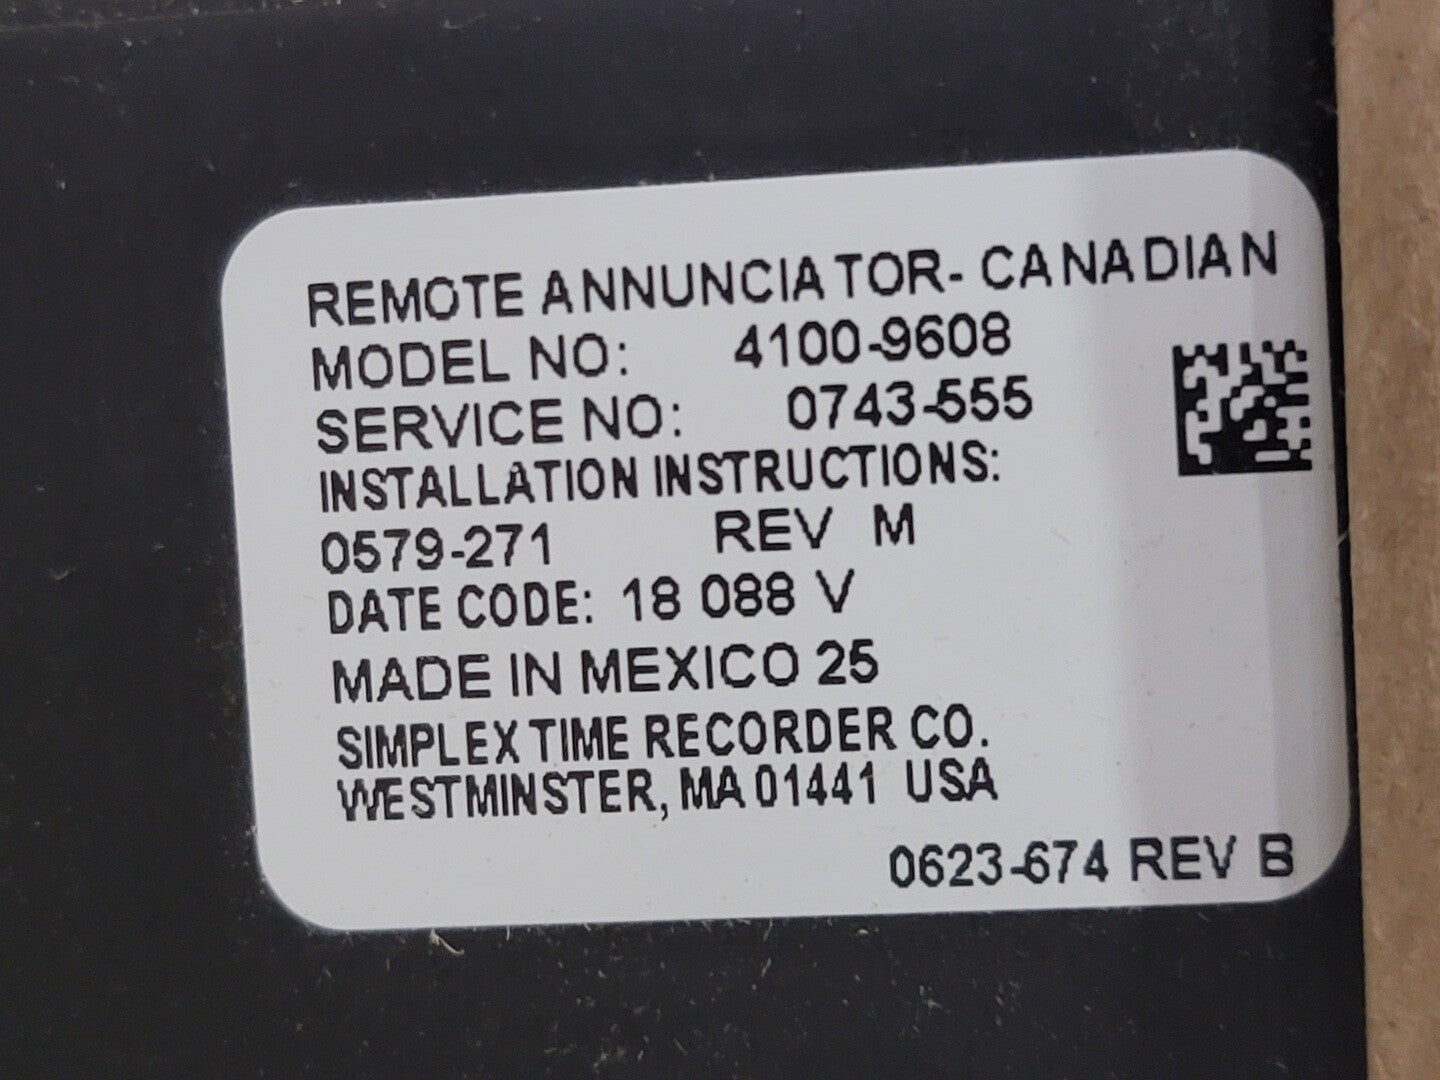 REMOTE ANNUNCIATOR- CANADIAN
MODEL NO: 4100-9608
SERVICE NO: 0743-555
INSTALLATION INSTRUCTIONS:
0579-271 REV M
DATE CODE: 18 088 V
MADE IN MEXICO 25
SIMPLEX TIME RECORDER CO.
WESTMINSTER, MA 01441 USA
0623-674 REV B